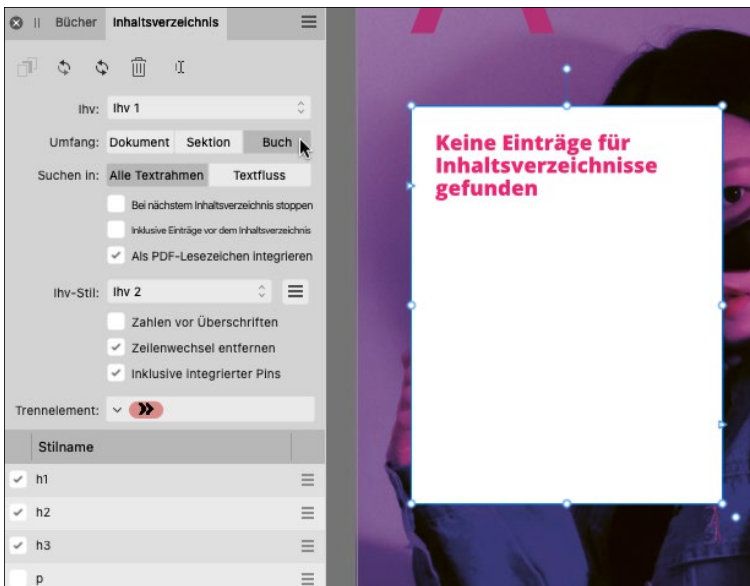 Bücher Inhaltsverzeichnis
Ihv: Ihv 1
Umfang: Dokument Sektion Buch
Suchen in: Alle Textrahmen Textfluss
Bei nächstem Inhaltsverzeichnis stoppen
Inklusive Einträge vor dem Inhaltsverzeichnis
Als PDF-Lesezeichen integrieren
Ihv-Stil: Ihv 2
Zahlen vor Überschriften
Zeilenwechsel entfernen
Inklusive integrierter Pins
Trennelement:
Stilname
h1
h2
h3
p
Keine Einträge für
Inhaltsverzeichnisse
gefunden